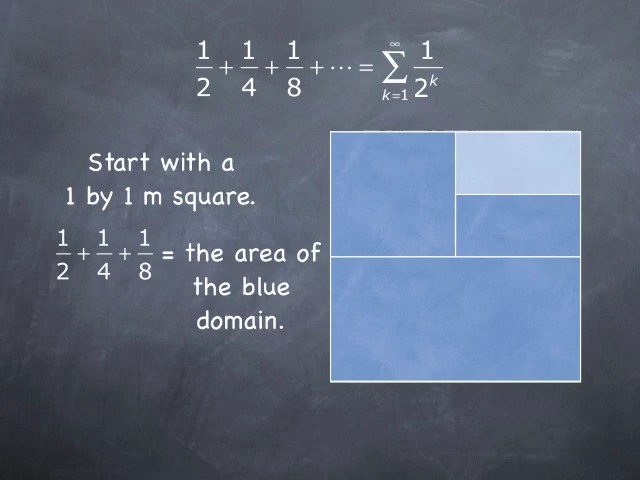 1/2 + 1/4 + 1/8 + ⋯ = ∑_{k=1}^{∞} 1/2^k
Start with a
1 by 1 m square.
1/2 + 1/4 + 1/8 = the area of
the blue
domain.